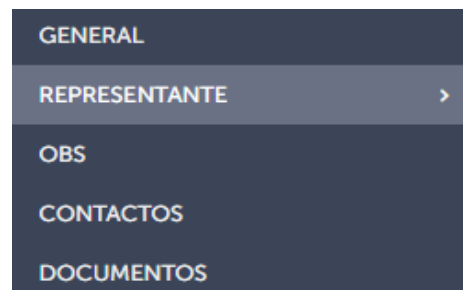 GENERAL
REPRESENTANTE
OBS
CONTACTOS
DOCUMENTOS